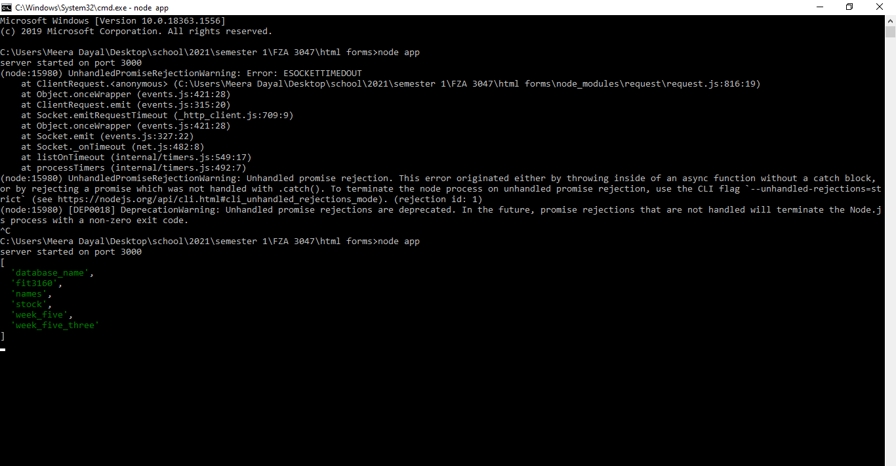 C:\Windows\System32\cmd.exe - node app
Microsoft Windows [Version 10.0.18363.1556]
(c) 2019 Microsoft Corporation. All rights reserved.
C:\Users\Meera Dayal\Desktop\school\2021\semester 1\FZA 3047\html forms>node app
server started on port 3000
(node:15980) UnhandledPromiseRejectionWarning: Error: ESOCKETTIMEDOUT
    at ClientRequest.<anonymous> (C:\Users\Meera Dayal\Desktop\school\2021\semester 1\FZA 3047\html forms\node_modules\request\request.js:816:19)
    at Object.onceWrapper (events.js:421:28)
    at ClientRequest.emit (events.js:315:20)
    at Socket.emitRequestTimeout (_http_client.js:709:9)
    at Object.onceWrapper (events.js:421:28)
    at Socket.emit (events.js:327:22)
    at Socket._onTimeout (net.js:482:8)
    at listOnTimeout (internal/timers.js:549:17)
    at processTimers (internal/timers.js:492:7)
(node:15980) UnhandledPromiseRejectionWarning: Unhandled promise rejection. This error originated either by throwing inside of an async function without a catch block,
or by rejecting a promise which was not handled with .catch(). To terminate the node process on unhandled promise rejection, use the CLI flag `--unhandled-rejections=st
rict` (see https://nodejs.org/api/cli.html#cli_unhandled_rejections_mode). (rejection id: 1)
(node:15980) [DEP0018] DeprecationWarning: Unhandled promise rejections are deprecated. In the future, promise rejections that are not handled will terminate the Node.j
s process with a non-zero exit code.
^C
C:\Users\Meera Dayal\Desktop\school\2021\semester 1\FZA 3047\html forms>node app
server started on port 3000
[
  'database_name',
  'fit3160',
  'names',
  'stock',
  'week_five',
  'week_five_three'
]